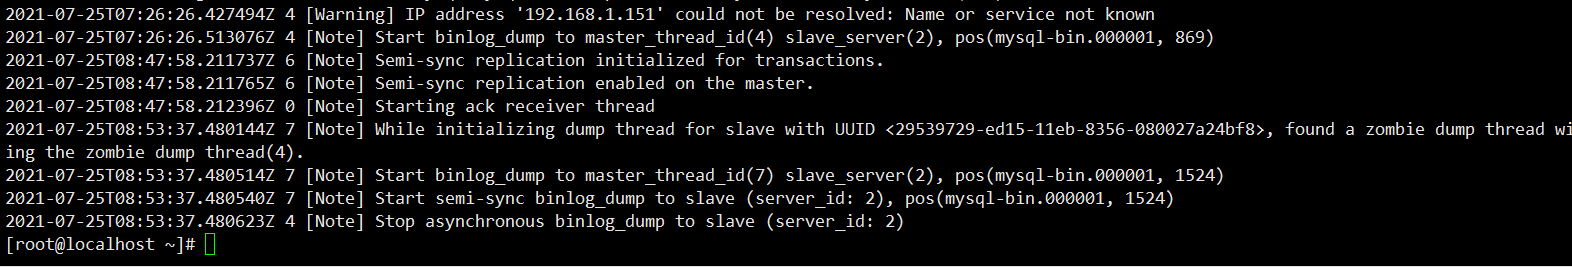 2021-07-25T07:26:26.427494Z 4 [Warning] IP address '192.168.1.151' could not be resolved: Name or service not known
2021-07-25T07:26:26.513076Z 4 [Note] Start binlog_dump to master_thread_id(4) slave_server(2), pos(mysql-bin.000001, 869)
2021-07-25T08:47:58.211737Z 6 [Note] Semi-sync replication initialized for transactions.
2021-07-25T08:47:58.211765Z 6 [Note] Semi-sync replication enabled on the master.
2021-07-25T08:47:58.212396Z 0 [Note] Starting ack receiver thread
2021-07-25T08:53:37.480144Z 7 [Note] While initializing dump thread for slave with UUID <29539729-ed15-11eb-8356-080027a24bf8>, found a zombie dump thread wi
ing the zombie dump thread(4).
2021-07-25T08:53:37.480514Z 7 [Note] Start binlog_dump to master_thread_id(7) slave_server(2), pos(mysql-bin.000001, 1524)
2021-07-25T08:53:37.480540Z 7 [Note] Start semi-sync binlog_dump to slave (server_id: 2), pos(mysql-bin.000001, 1524)
2021-07-25T08:53:37.480623Z 4 [Note] Stop asynchronous binlog_dump to slave (server_id: 2)
[root@localhost ~]#